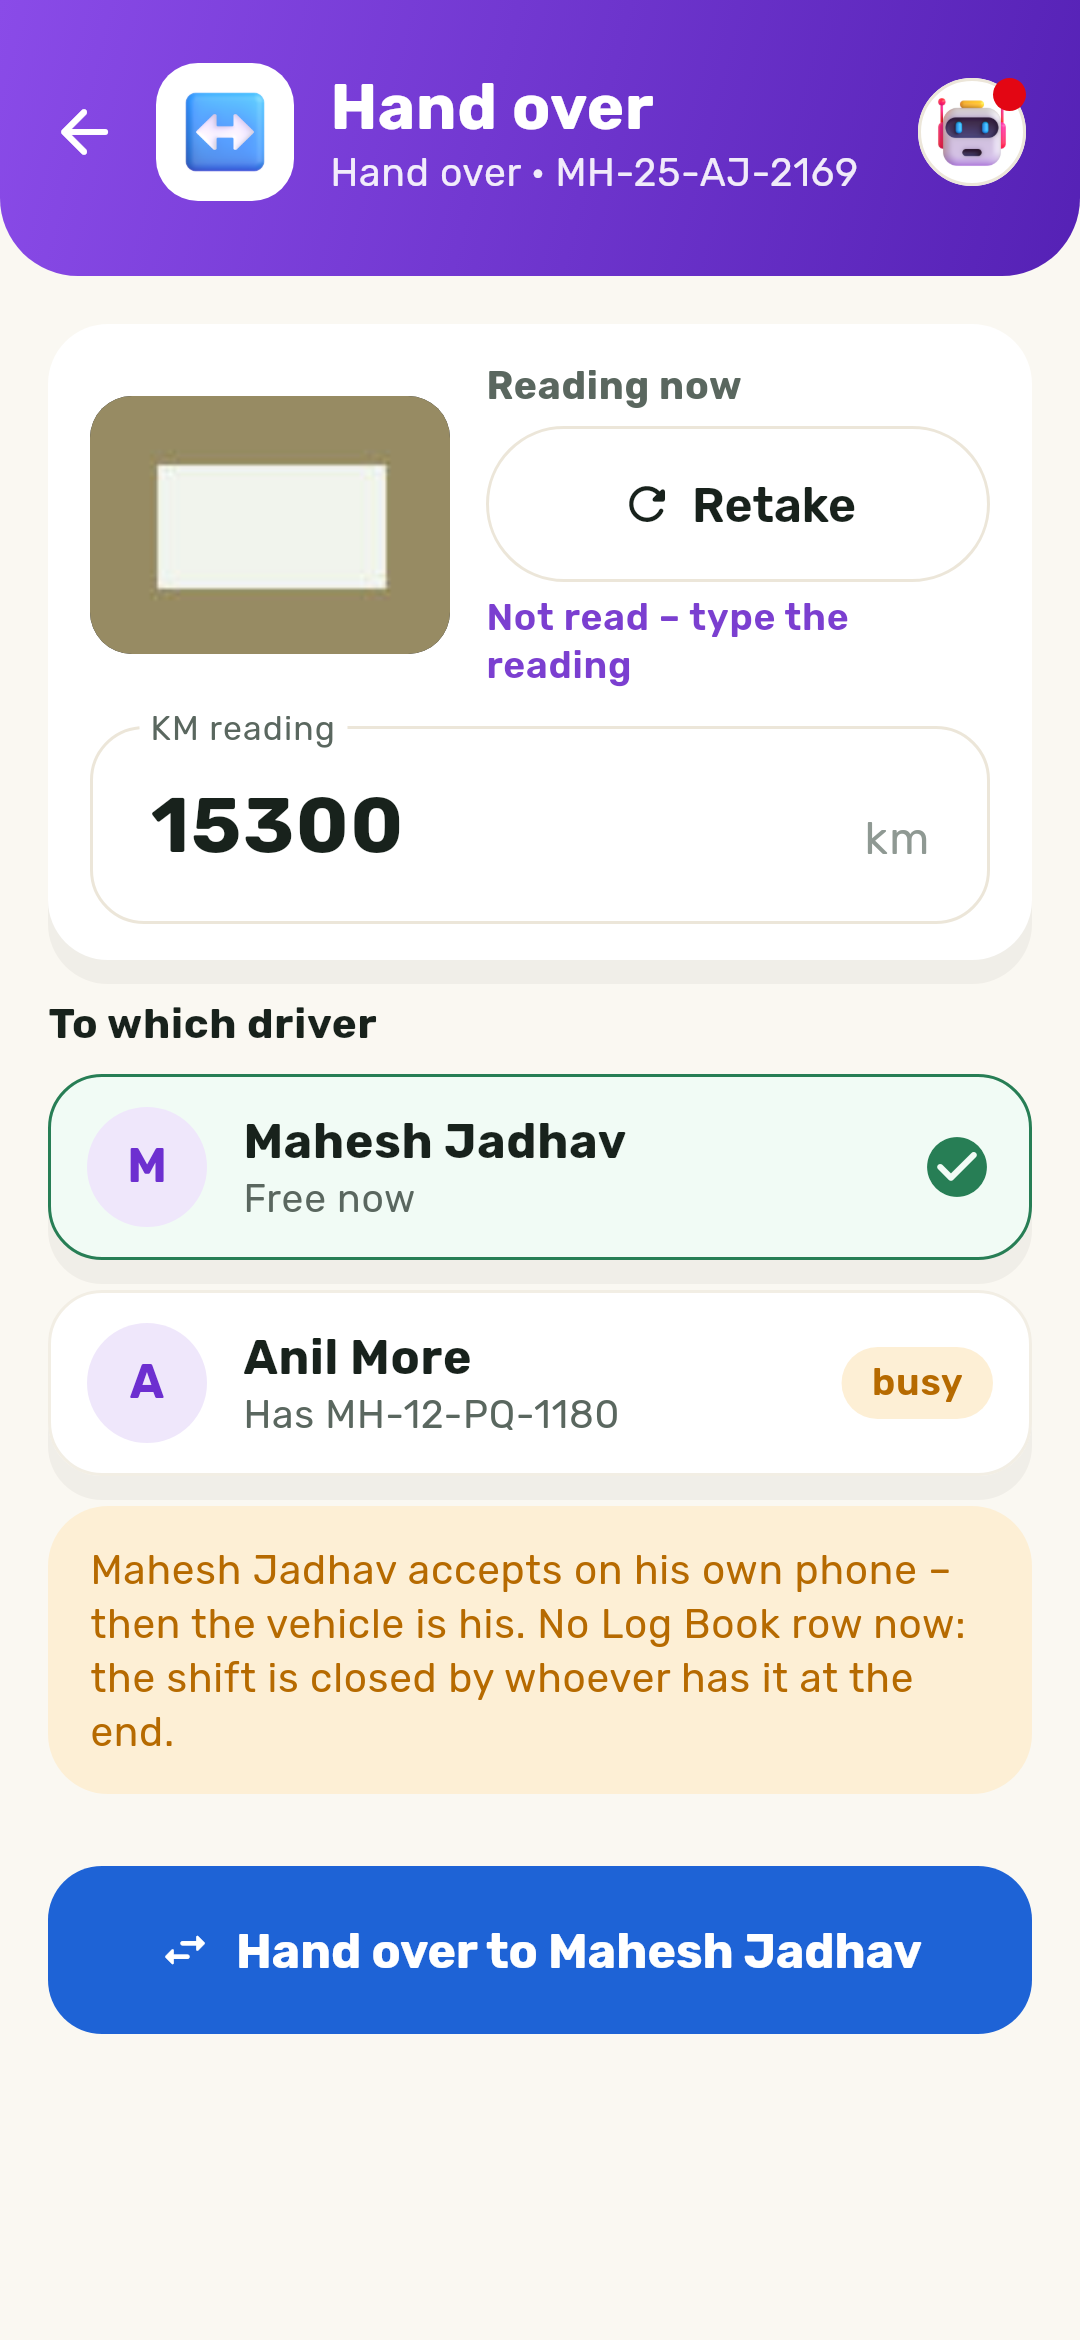 Hand over
Hand over • MH-25-AJ-2169
Reading now
Retake
Not read – type the
reading
KM reading
15300
km
To which driver
M
Mahesh Jadhav
Free now
A
Anil More
Has MH-12-PQ-1180
busy
Mahesh Jadhav accepts on his own phone –
then the vehicle is his. No Log Book row now:
the shift is closed by whoever has it at the
end.
Hand over to Mahesh Jadhav